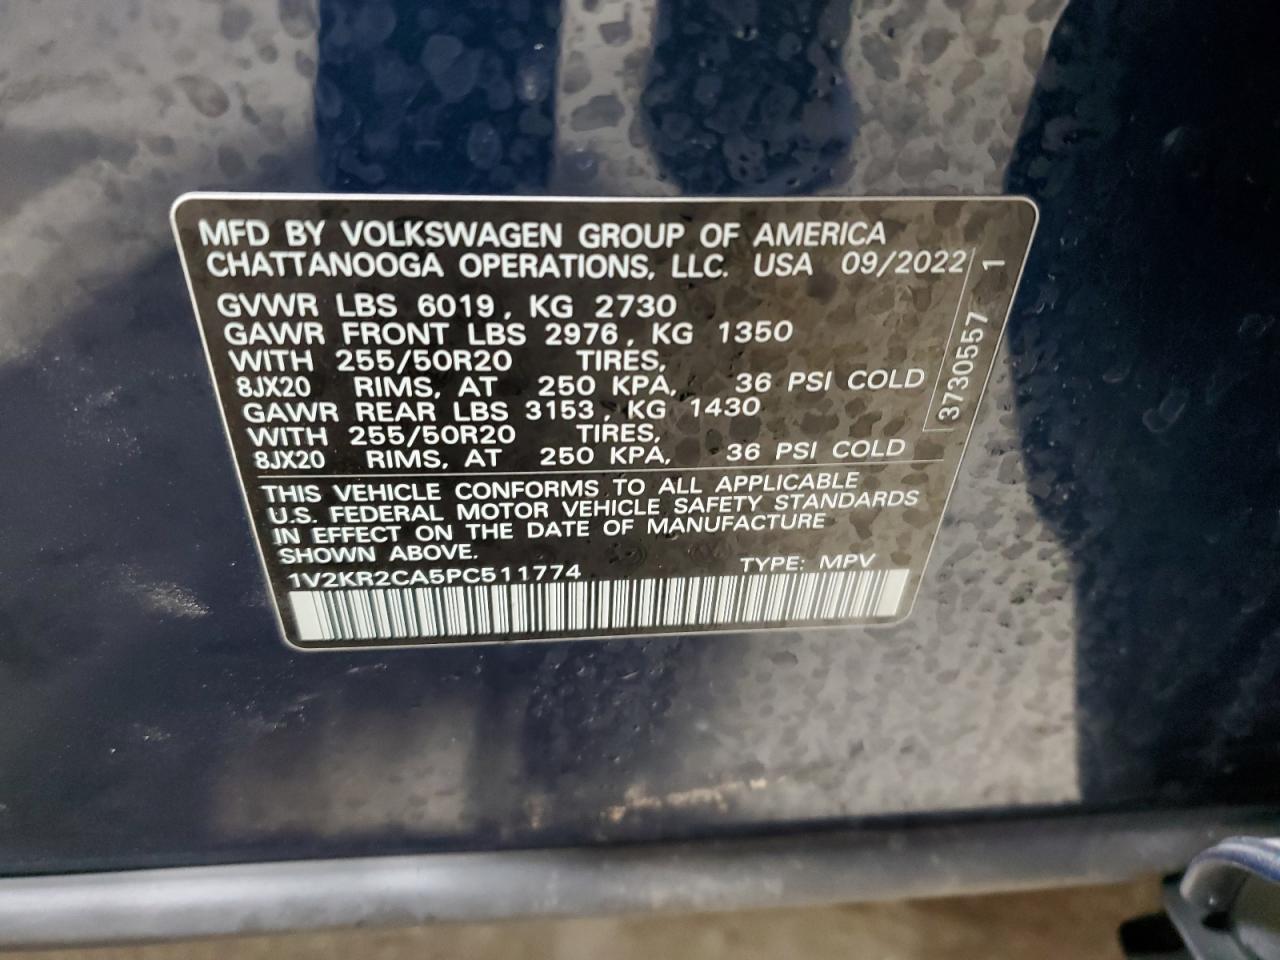 MFD BY VOLKSWAGEN GROUP OF AMERICA
CHATTANOOGA OPERATIONS, LLC. USA 09/2022
GVWR LBS 6019, KG 2730
GAWR FRONT LBS 2976, KG 1350
WITH 255/50R20 TIRES,
8JX20 RIMS, AT 250 KPA, 36 PSI COLD
GAWR REAR LBS 3153, KG 1430
WITH 255/50R20 TIRES,
8JX20 RIMS, AT 250 KPA, 36 PSI COLD
THIS VEHICLE CONFORMS TO ALL APPLICABLE
U.S. FEDERAL MOTOR VEHICLE SAFETY STANDARDS
IN EFFECT ON THE DATE OF MANUFACTURE
SHOWN ABOVE.
1V2KR2CA5PC511774 TYPE: MPV
3730557 1